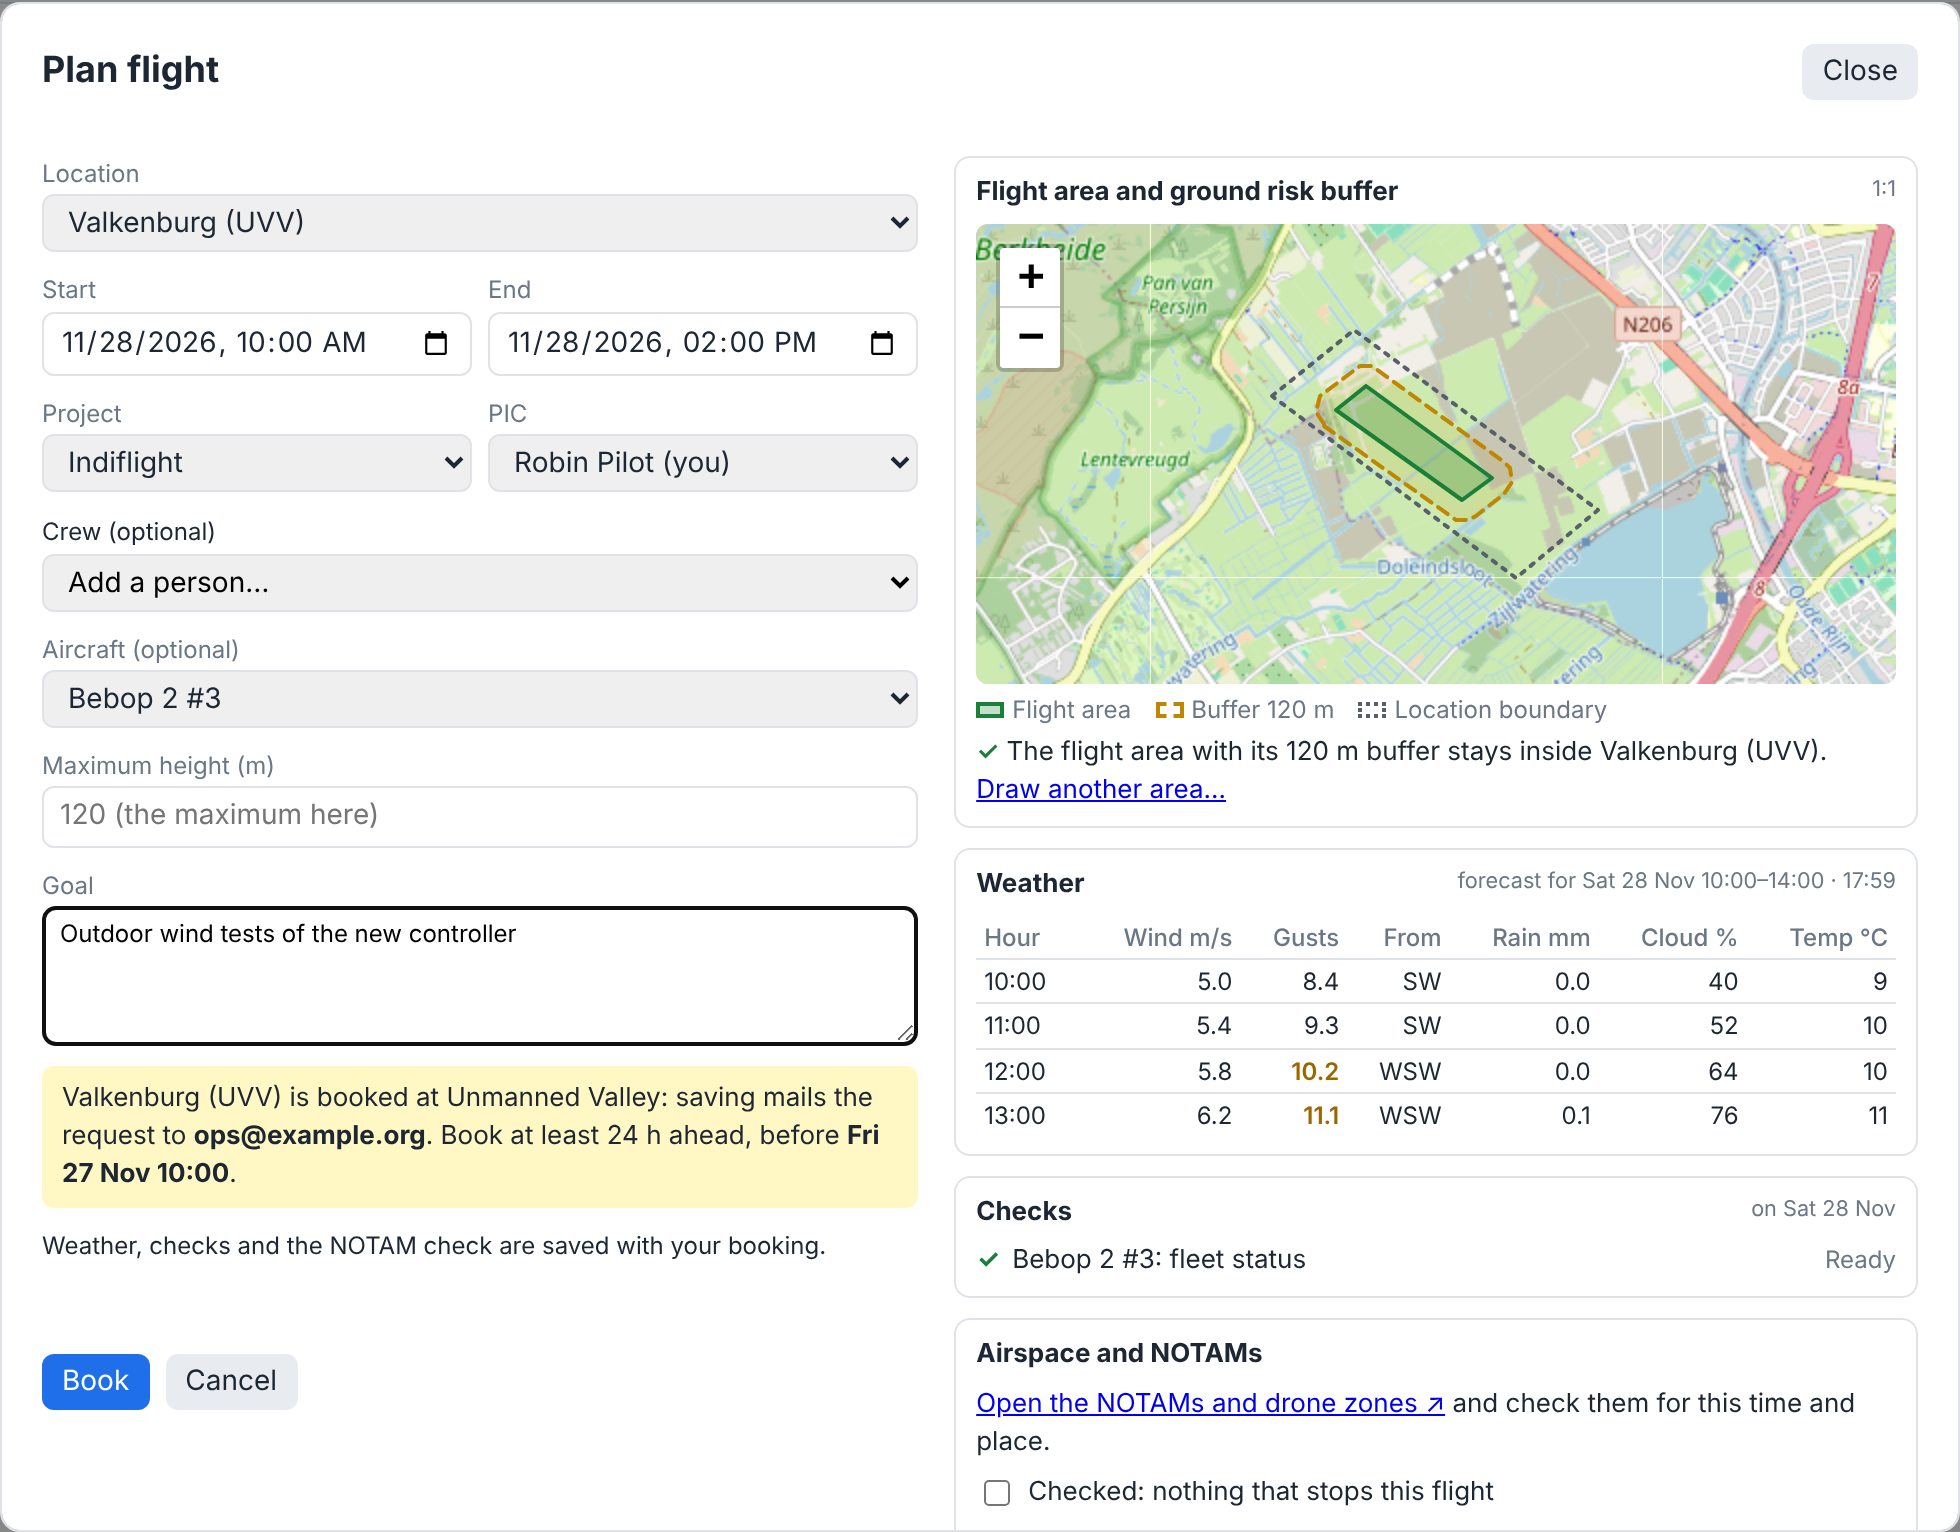 Plan flight
Close
Location
Valkenburg (UVV)
Start
End
11/28/2026, 10:00 AM
11/28/2026, 02:00 PM
Project
PIC
Indiflight
Robin Pilot (you)
Crew (optional)
Add a person...
Aircraft (optional)
Bebop 2 #3
Maximum height (m)
120 (the maximum here)
Goal
Outdoor wind tests of the new controller
Valkenburg (UVV) is booked at Unmanned Valley: saving mails the
request to ops@example.org. Book at least 24 h ahead, before Fri
27 Nov 10:00.
Weather, checks and the NOTAM check are saved with your booking.
Book
Cancel
Flight area and ground risk buffer
1:1
+
−
Pan van
Persijn
N206
7
8a
Lentevreugd
Doleindsloot
Zijlwatering
8
Oude Rijn
watering
Flight area
Buffer 120 m
Location boundary
✓ The flight area with its 120 m buffer stays inside Valkenburg (UVV).
Draw another area...
Weather
forecast for Sat 28 Nov 10:00–14:00 · 17:59
Hour Wind m/s Gusts From Rain mm Cloud % Temp °C
10:00 5.0 8.4 SW 0.0 40 9
11:00 5.4 9.3 SW 0.0 52 10
12:00 5.8 10.2 WSW 0.0 64 10
13:00 6.2 11.1 WSW 0.1 76 11
Checks
on Sat 28 Nov
✓ Bebop 2 #3: fleet status
Ready
Airspace and NOTAMs
Open the NOTAMs and drone zones ↗ and check them for this time and
place.
Checked: nothing that stops this flight